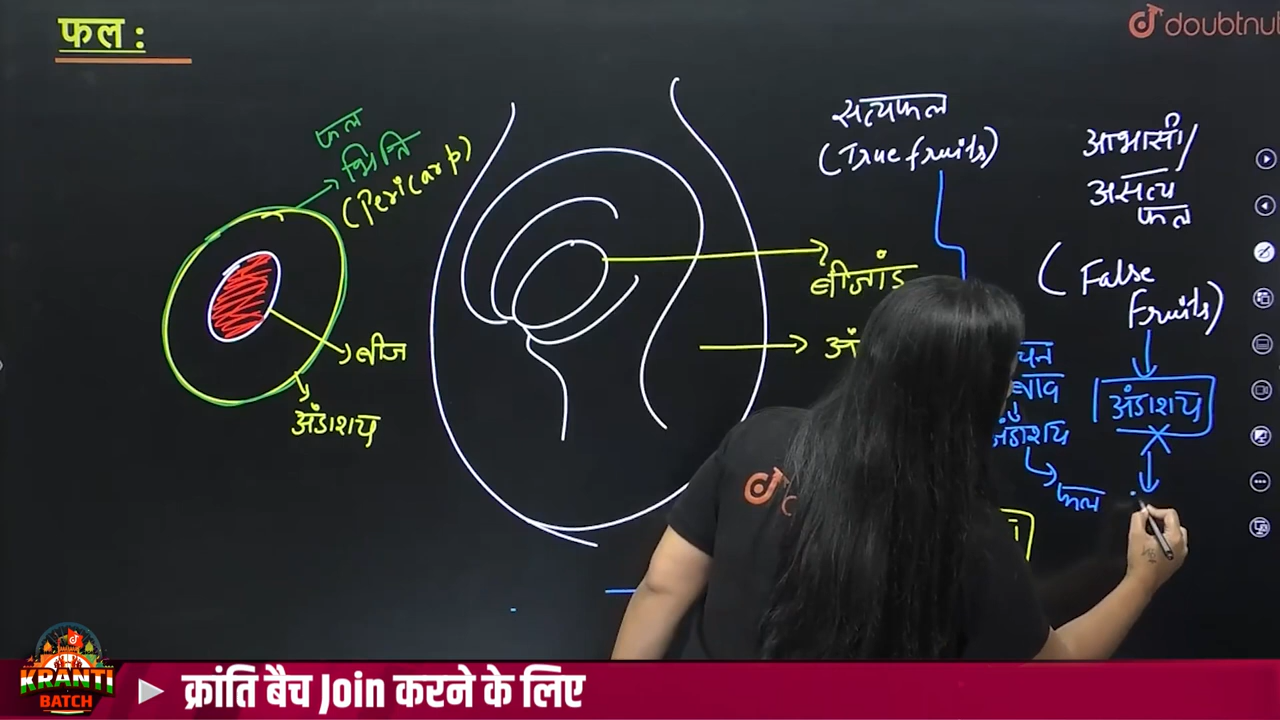 फल :
doubtnut
फल
भित्ति
(Pericarp)
बीज
अंडाशय
बीजांड
सत्यफल
(True fruits)
आभासी/
असत्य
फल
(False
fruits)
अंडाशय
अंडाशय
फल
KRANTI
BATCH
क्रांति बैच Join करने के लिए